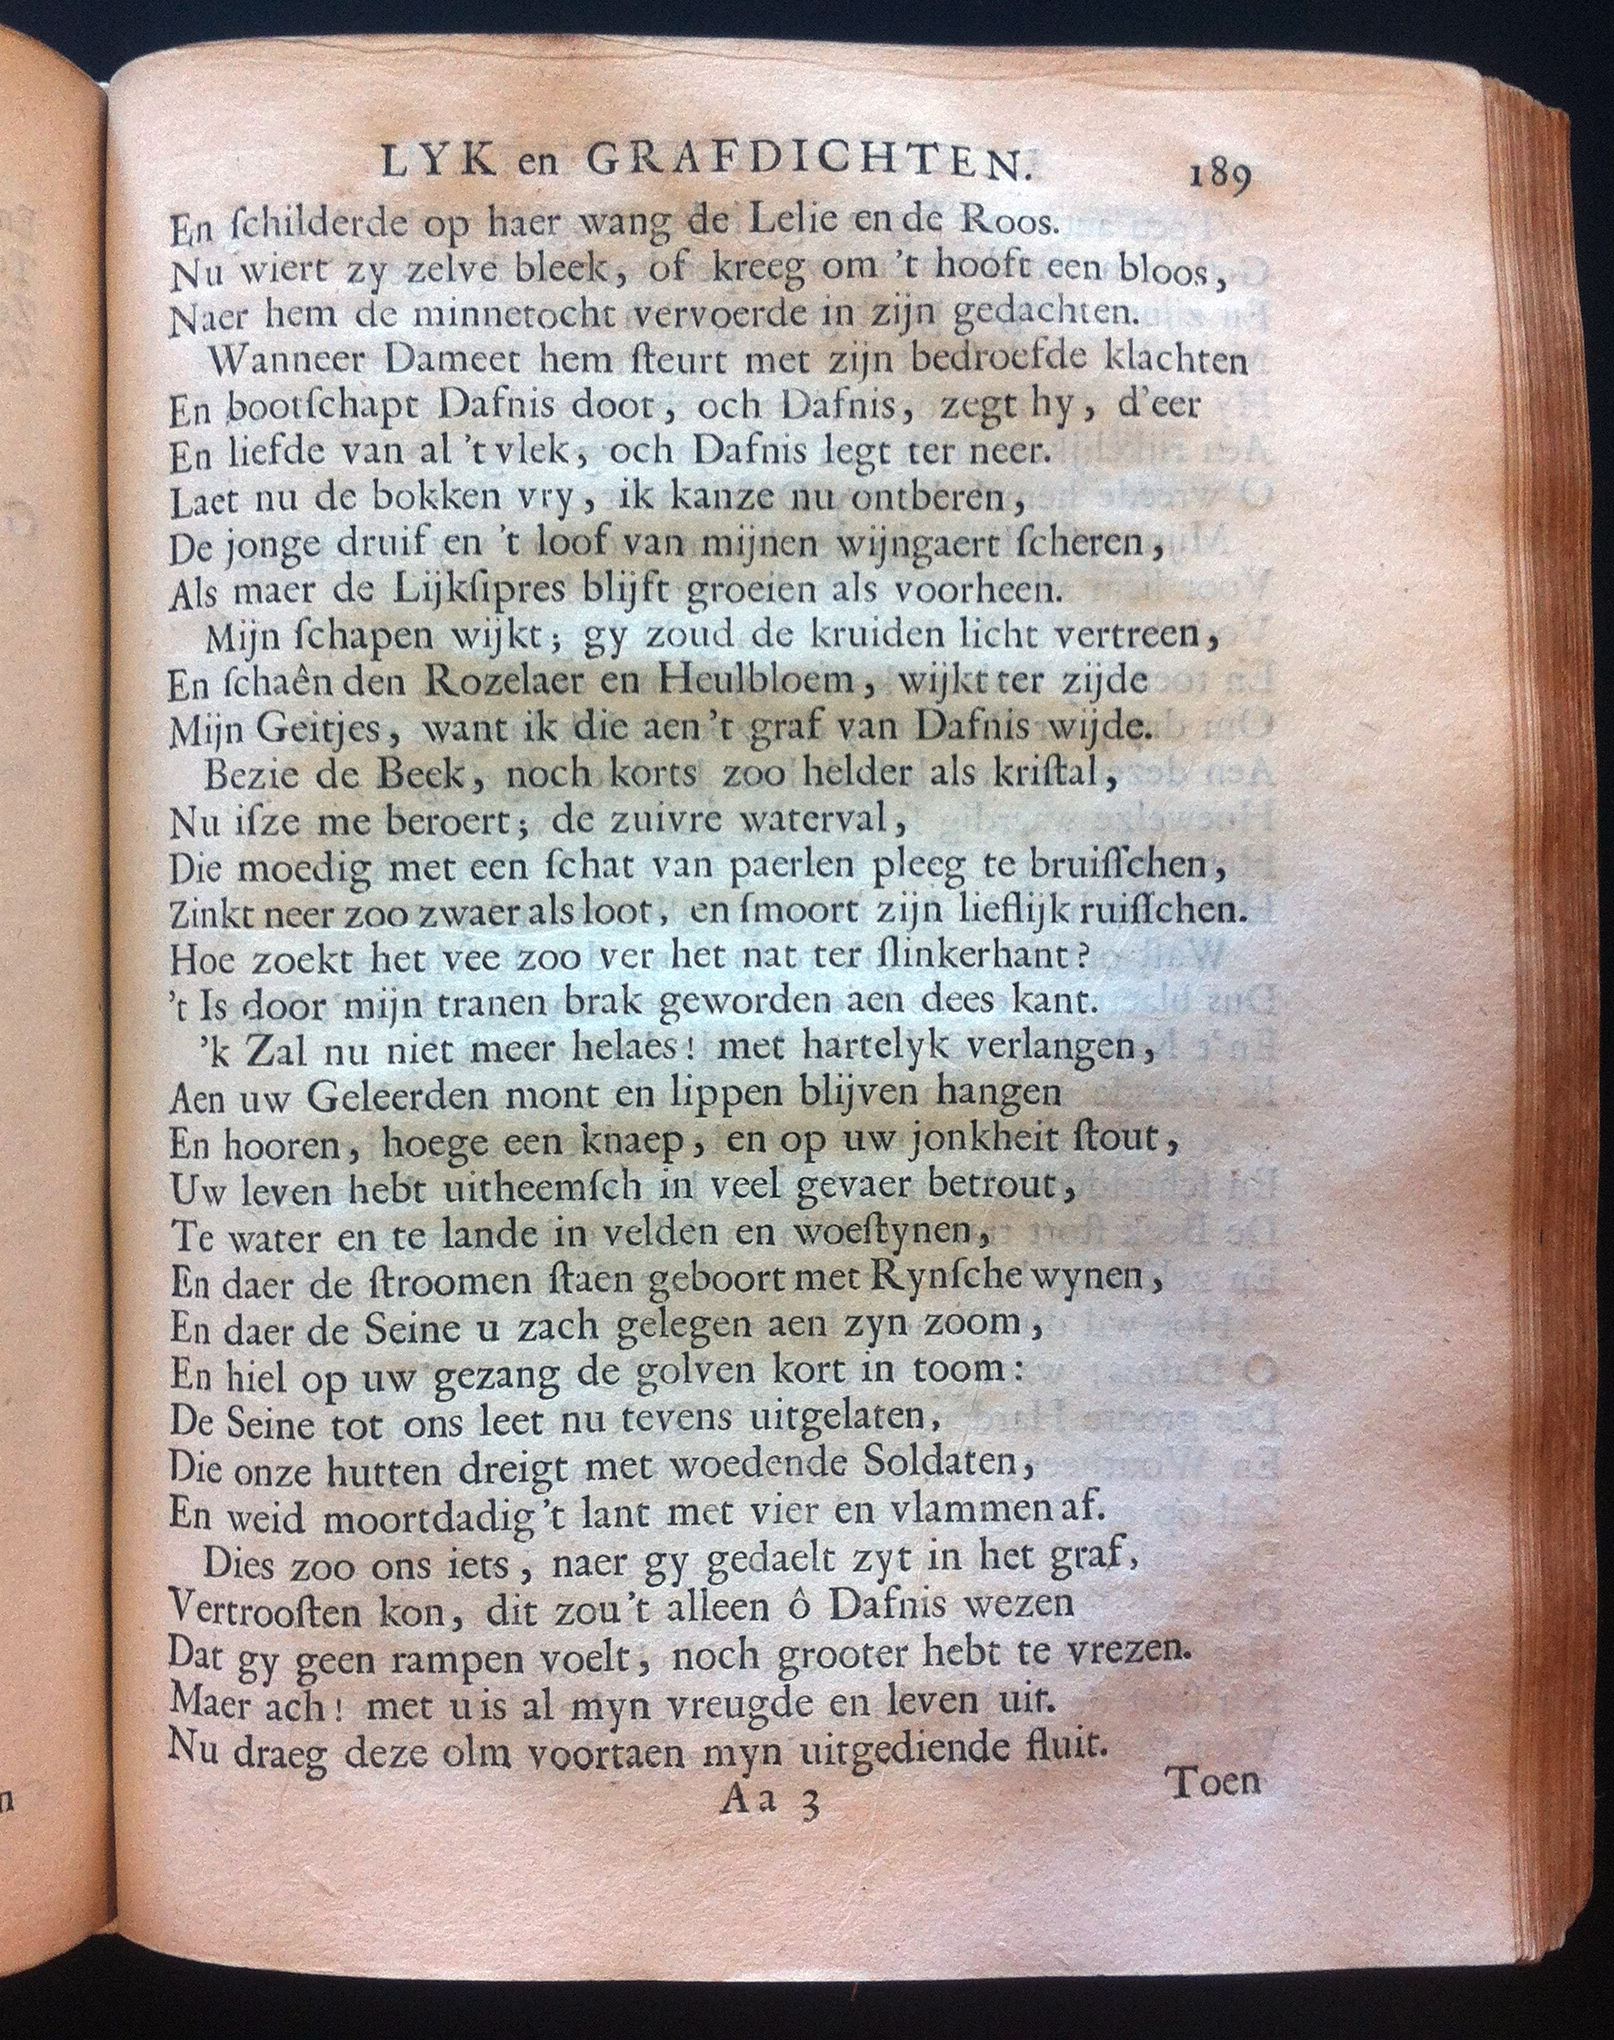 LYK en GRAFDICHTEN. 189
En ſchilderde op haer wang de Lelie en de Roos.
Nu wiert zy zelve bleek, of kreeg om 't hooft een bloos,
Naer hem de minnetocht vervoerde in zijn gedachten.
Wanneer Dameet hem ſteurt met zijn bedroefde klachten
En bootſchapt Dafnis doot, och Dafnis, zegt hy, d'eer
En liefde van al 't vlek, och Dafnis legt ter neer.
Laet nu de bokken vry, ik kanze nu ontberen,
De jonge druif en 't loof van mijnen wijngaert ſcheren,
Als maer de Lijkſipres blijft groeien als voorheen.
Mijn ſchapen wijkt; gy zoud de kruiden licht vertreen,
En ſchaên den Rozelaer en Heulbloem, wijkt ter zijde
Mijn Geitjes, want ik die aen 't graf van Dafnis wijde.
Bezie de Beek, noch korts zoo helder als kriſtal,
Nu iſze me beroert; de zuivre waterval,
Die moedig met een ſchat van paerlen pleeg te bruiſſchen,
Zinkt neer zoo zwaer als loot, en ſmoort zijn lieflijk ruiſſchen.
Hoe zoekt het vee zoo ver het nat ter ſlinkerhant?
't Is door mijn tranen brak geworden aen dees kant.
'k Zal nu niet meer helaes! met hartelyk verlangen,
Aen uw Geleerden mont en lippen blijven hangen
En hooren, hoege een knaep, en op uw jonkheit ſtout,
Uw leven hebt uitheemſch in veel gevaer betrout,
Te water en te lande in velden en woeſtynen,
En daer de ſtroomen ſtaen geboort met Rynſche wynen,
En daer de Seine u zach gelegen aen zyn zoom,
En hiel op uw gezang de golven kort in toom:
De Seine tot ons leet nu tevens uitgelaten,
Die onze hutten dreigt met woedende Soldaten,
En weid moortdadig 't lant met vier en vlammen af.
Dies zoo ons iets, naer gy gedaelt zyt in het graf,
Vertrooſten kon, dit zou 't alleen ô Dafnis wezen
Dat gy geen rampen voelt, noch grooter hebt te vrezen.
Maer ach! met u is al myn vreugde en leven uit.
Nu draeg deze olm voortaen myn uitgediende fluit.
Aa 3 Toen